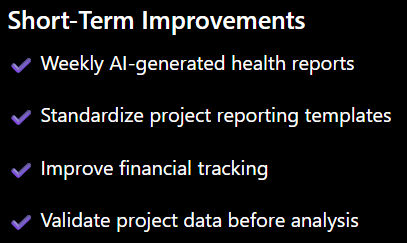 Short-Term Improvements
Weekly AI-generated health reports
Standardize project reporting templates
Improve financial tracking
Validate project data before analysis